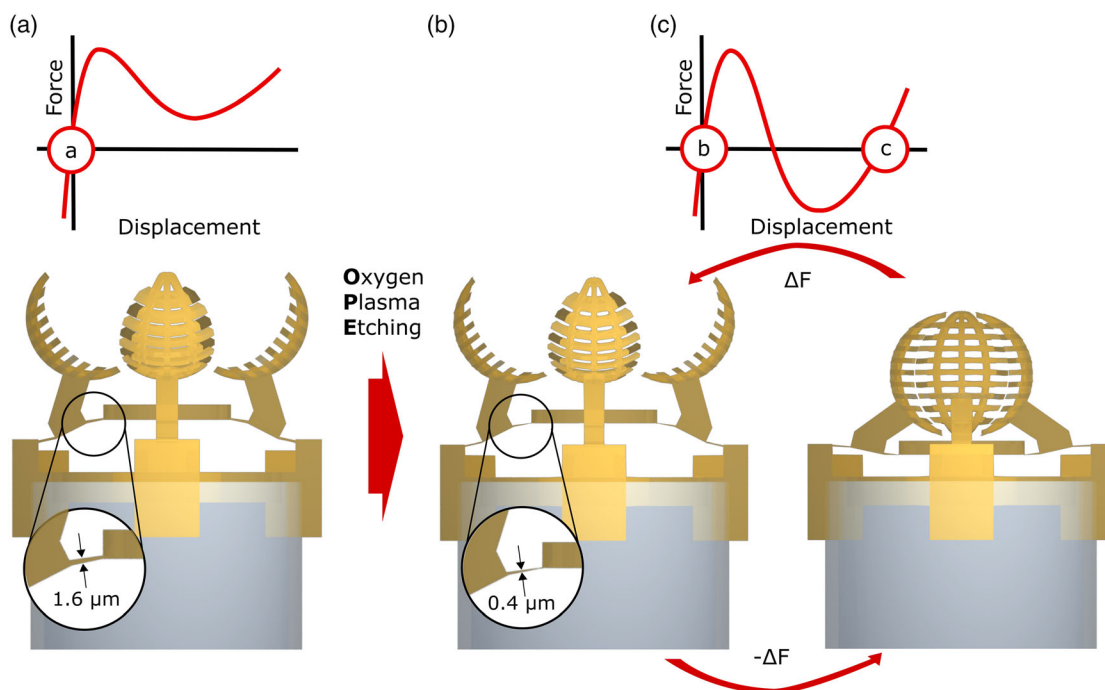 (a)
(b)
(c)
Force
a
Displacement
Force
b
c
Displacement
ΔF
Oxygen
Plasma
Etching
1.6 μm
0.4 μm
-ΔF